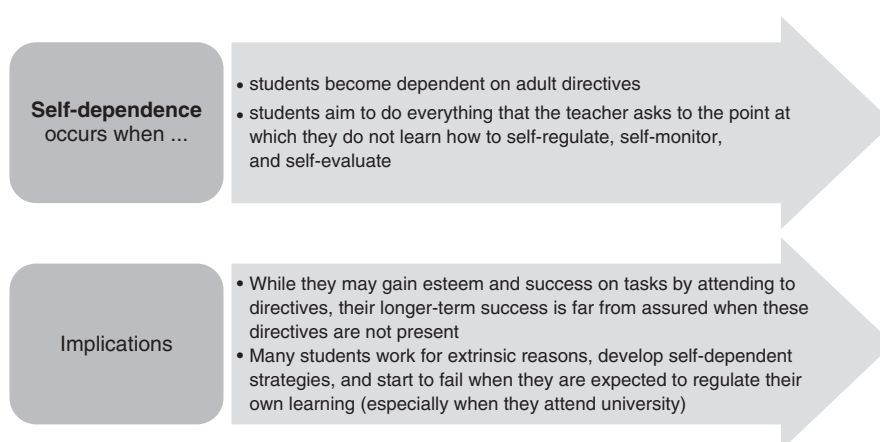 Self-dependence
occurs when ...
• students become dependent on adult directives
• students aim to do everything that the teacher asks to the point at
which they do not learn how to self-regulate, self-monitor,
and self-evaluate
Implications
• While they may gain esteem and success on tasks by attending to
directives, their longer-term success is far from assured when these
directives are not present
• Many students work for extrinsic reasons, develop self-dependent
strategies, and start to fail when they are expected to regulate their
own learning (especially when they attend university)